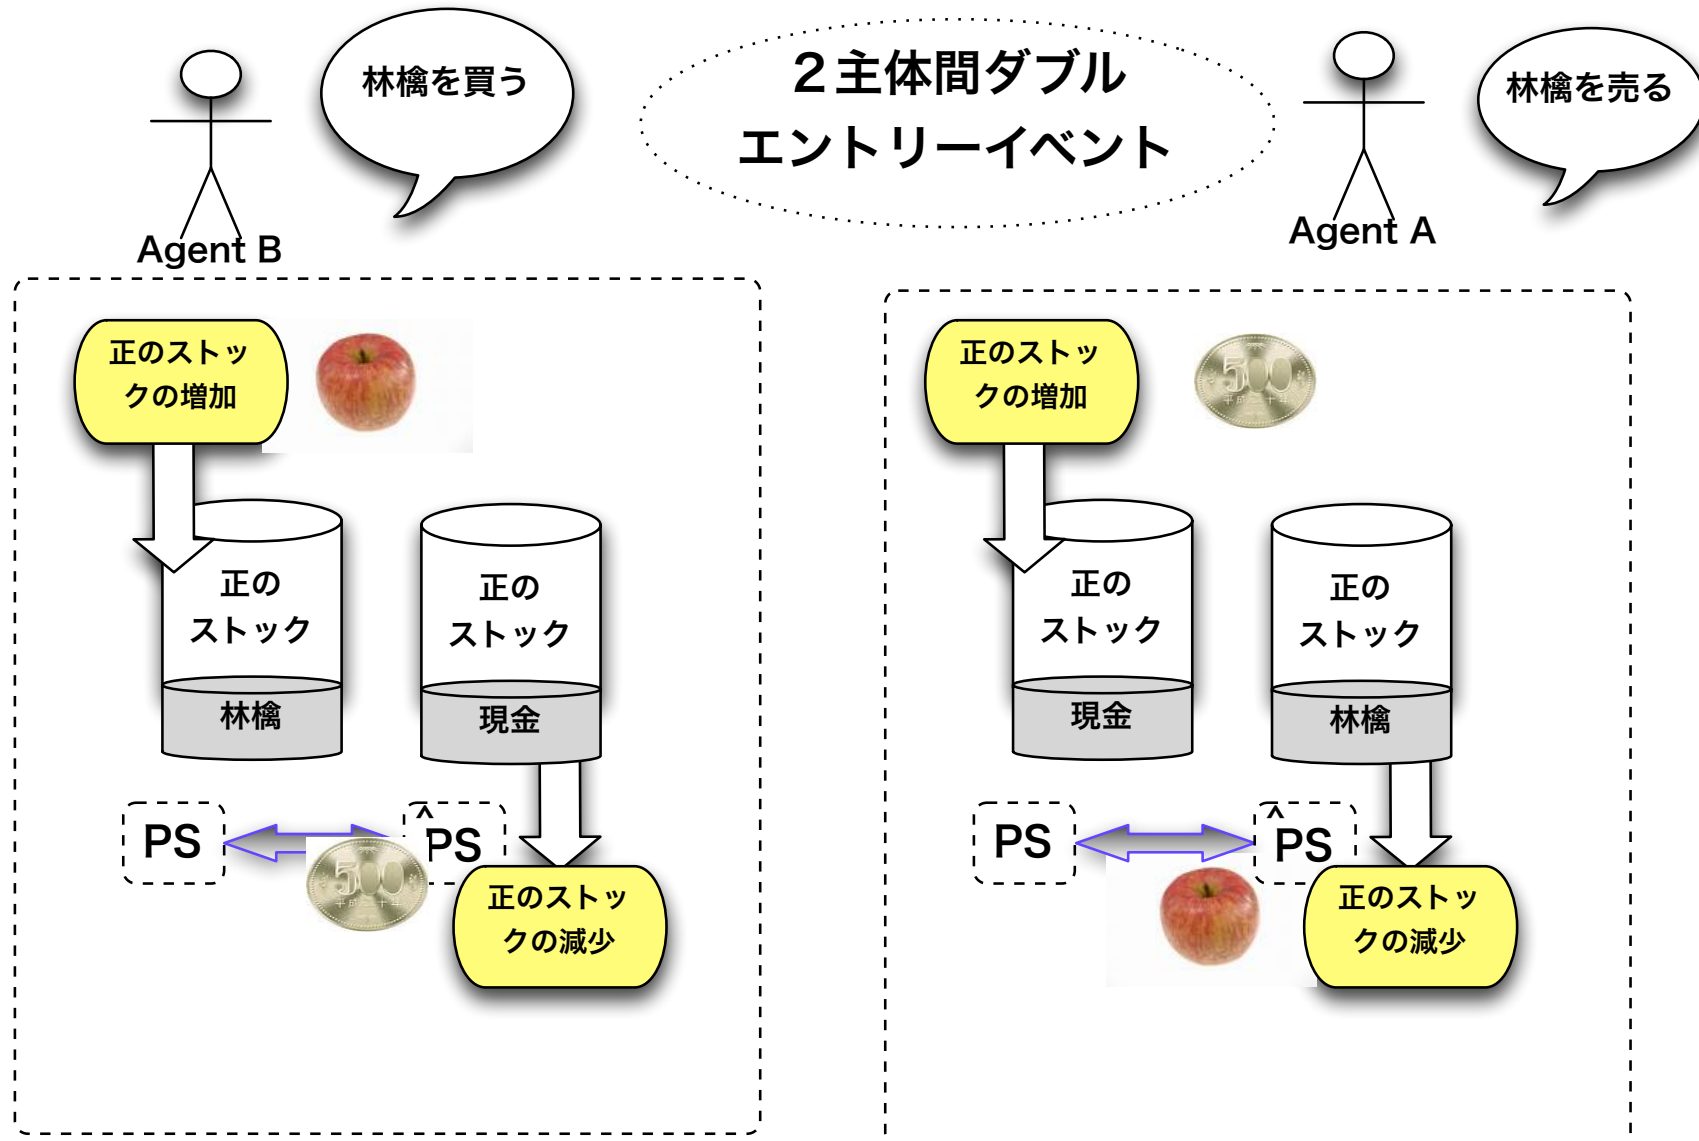 林檎を買う
2主体間ダブル
エントリーイベント
林檎を売る
Agent B
Agent A
正のストッ
クの増加
正のストッ
クの増加
500
正の
ストック
正の
ストック
正の
ストック
正の
ストック
林檎
現金
現金
林檎
PS
^PS
PS
^PS
500
正のストッ
クの減少
正のストッ
クの減少